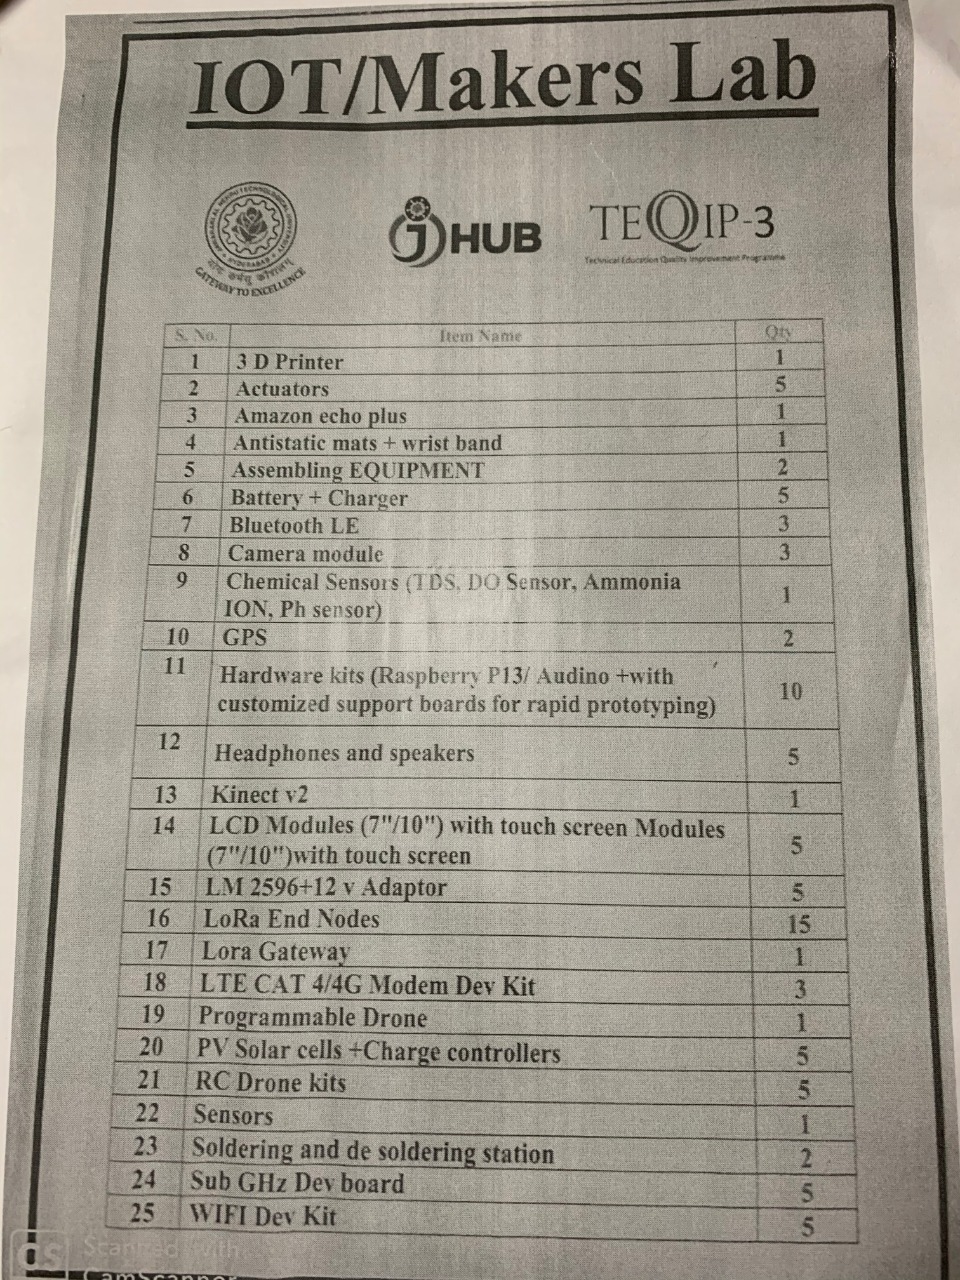 IOT/Makers Lab
GATEWAY TO EXCELLENCE
J HUB
TEQIP-3
Technical Education Quality Improvement Programme
S. No. Item Name Qty
1 3 D Printer 1
2 Actuators 5
3 Amazon echo plus 1
4 Antistatic mats + wrist band 1
5 Assembling EQUIPMENT 2
6 Battery + Charger 5
7 Bluetooth LE 3
8 Camera module 3
9 Chemical Sensors (TDS, DO Sensor, Ammonia
ION, Ph sensor) 1
10 GPS 2
11 Hardware kits (Raspberry P13/ Audino +with
customized support boards for rapid prototyping) 10
12 Headphones and speakers 5
13 Kinect v2 1
14 LCD Modules (7"/10") with touch screen Modules
(7"/10")with touch screen 5
15 LM 2596+12 v Adaptor 5
16 LoRa End Nodes 15
17 Lora Gateway 1
18 LTE CAT 4/4G Modem Dev Kit 3
19 Programmable Drone 1
20 PV Solar cells +Charge controllers 5
21 RC Drone kits 5
22 Sensors 1
23 Soldering and de soldering station 2
24 Sub GHz Dev board 5
25 WIFI Dev Kit 5
CS Scanned with
CamScanner